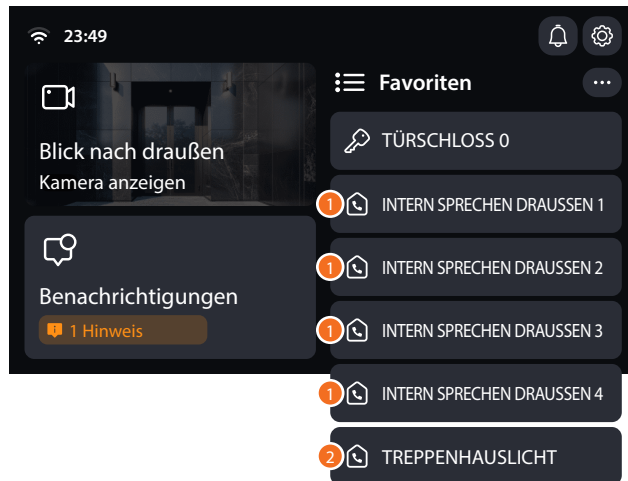 23:49
Blick nach draußen
Kamera anzeigen
Benachrichtigungen
1 Hinweis
Favoriten
TÜRSCHLOSS 0
1 INTERN SPRECHEN DRAUSSEN 1
1 INTERN SPRECHEN DRAUSSEN 2
1 INTERN SPRECHEN DRAUSSEN 3
1 INTERN SPRECHEN DRAUSSEN 4
2 TREPPENHAUSLICHT